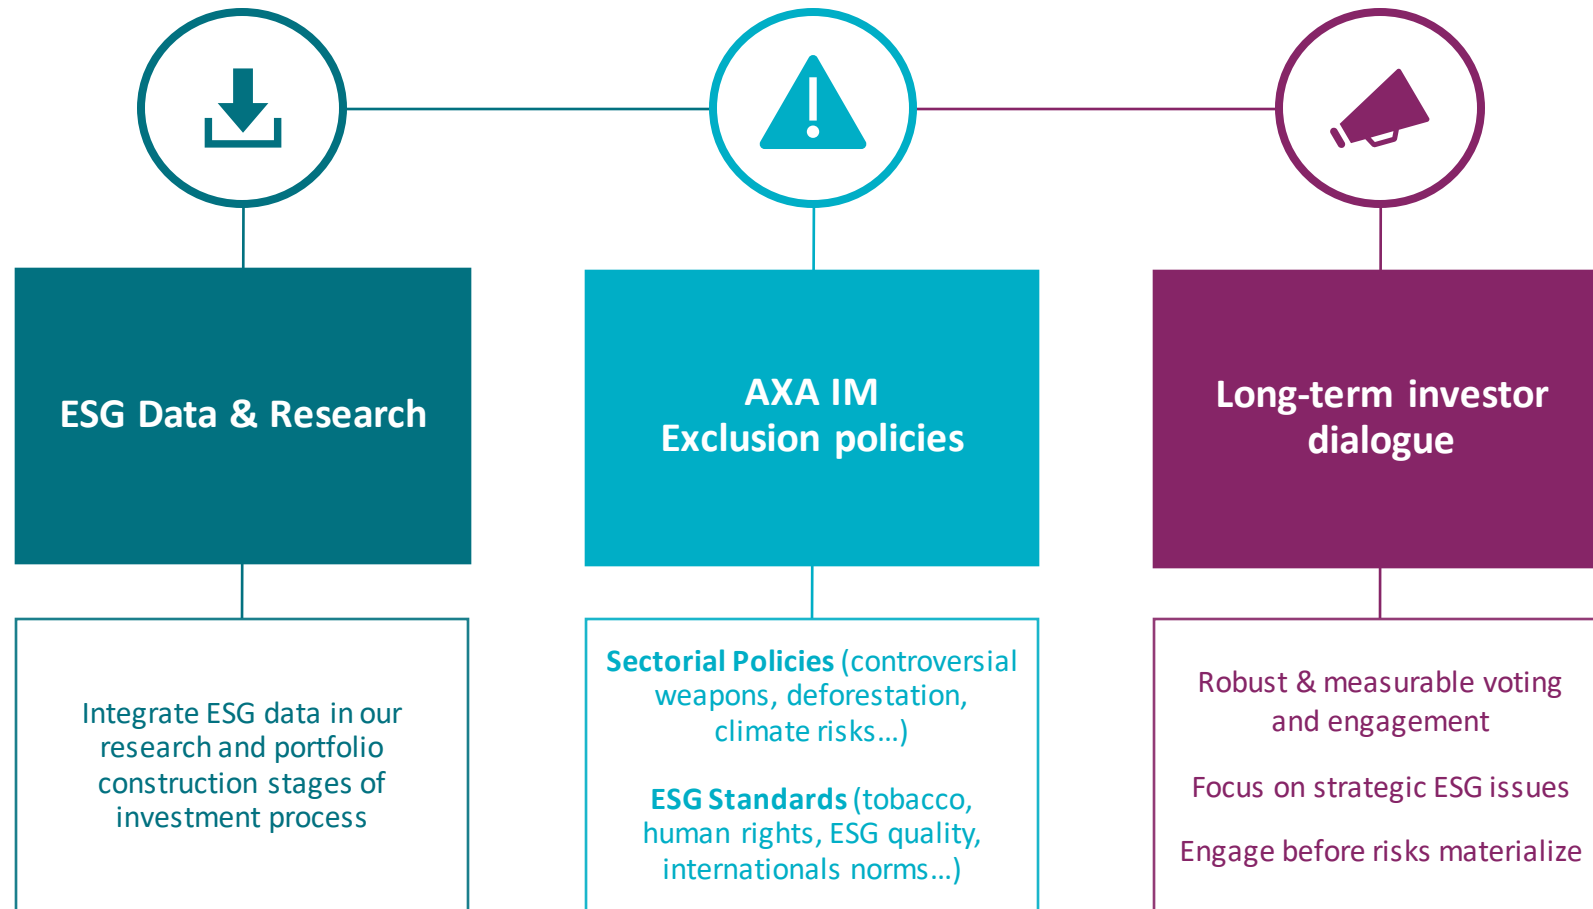 ESG Data & Research
AXA IM
Exclusion policies
Long-term investor
dialogue
Integrate ESG data in our
research and portfolio
construction stages of
investment process
Sectorial Policies (controversial
weapons, deforestation,
climate risks...)
ESG Standards (tobacco,
human rights, ESG quality,
internationals norms...)
Robust & measurable voting
and engagement
Focus on strategic ESG issues
Engage before risks materialize